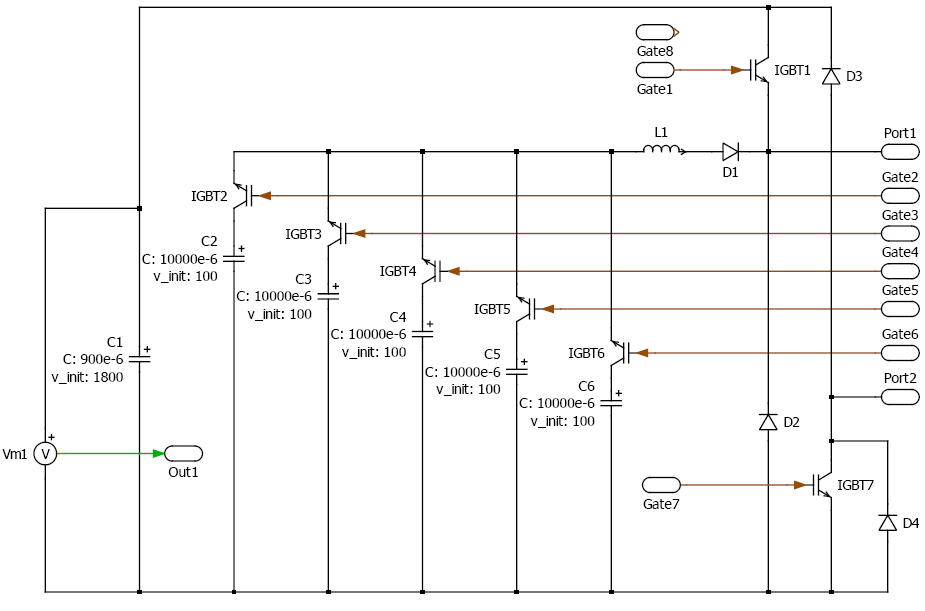 Gate8
IGBT1
Gate1
D3
L1
Port1
D1
IGBT2
Gate2
Gate3
IGBT3
C2
C: 10000e-6
v_init: 100
Gate4
IGBT4
C3
C: 10000e-6
v_init: 100
Gate5
IGBT5
C4
C: 10000e-6
v_init: 100
Gate6
IGBT6
C1
C: 900e-6
v_init: 1800
C5
C: 10000e-6
v_init: 100
Port2
C6
C: 10000e-6
v_init: 100
D2
Vm1
V
Out1
IGBT7
Gate7
D4